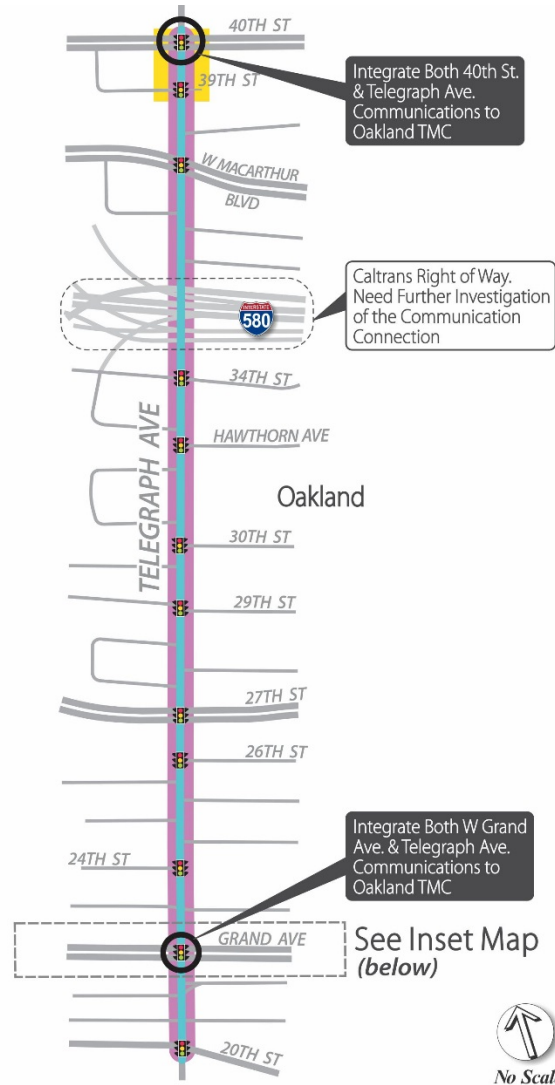 40TH ST
Integrate Both 40th St.
& Telegraph Ave.
Communications to
Oakland TMC
39TH ST
W MACARTHUR
BLVD
Caltrans Right of Way.
Need Further Investigation
of the Communication
Connection
INTERSTATE
580
34TH ST
TELEGRAPH AVE
HAWTHORN AVE
Oakland
30TH ST
29TH ST
27TH ST
26TH ST
Integrate Both W Grand
Ave. & Telegraph Ave.
Communications to
Oakland TMC
24TH ST
GRAND AVE
See Inset Map
(below)
20TH ST
No Scal